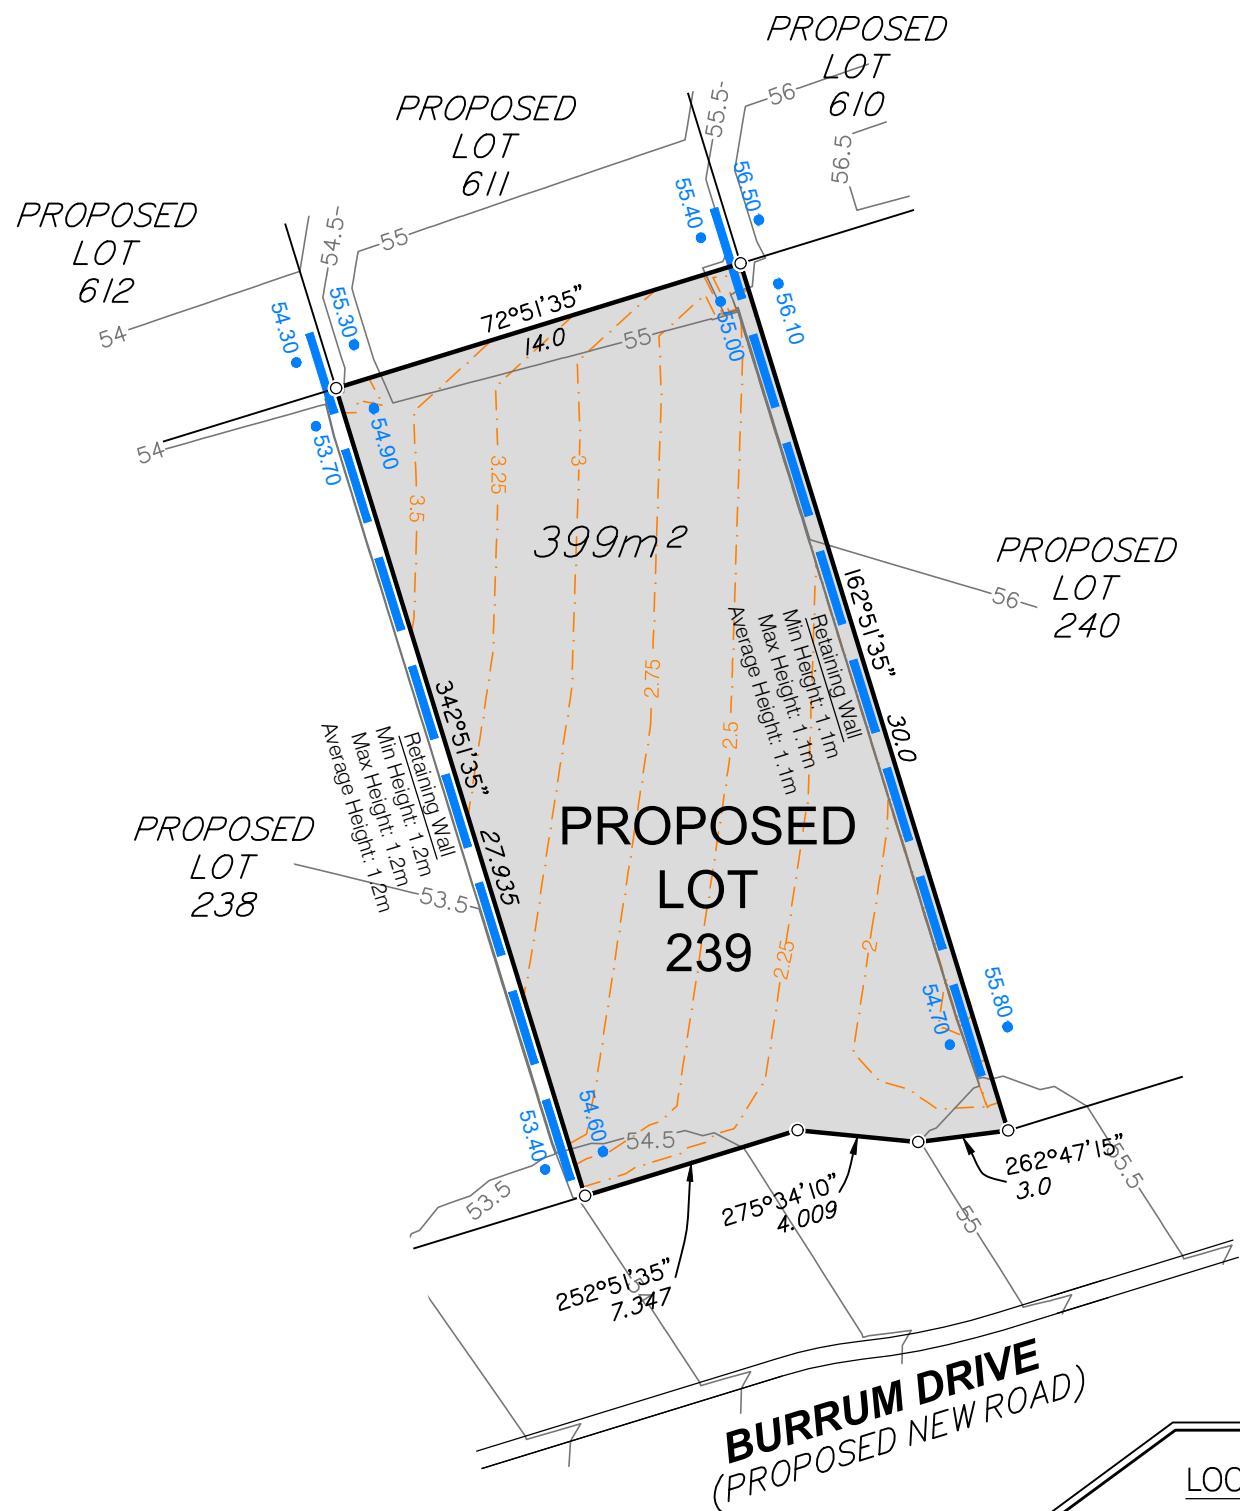 PROPOSED
LOT
610
PROPOSED
LOT
611
PROPOSED
LOT
612
56
55.5
56.5
54.5
55
54
54
55.40
56.50
54.30
55.30
55.00
56.10
53.70
54.90
72°51'35"
14.0
55
3.5
3.25
3
2.75
2.5
2.25
2
399m²
PROPOSED
LOT
240
56
162°51'35"
30.0
Retaining Wall
Min Height: 1.1m
Max Height: 1.1m
Average Height: 1.1m
342°51'35"
27.935
Retaining Wall
Min Height: 1.2m
Max Height: 1.2m
Average Height: 1.2m
PROPOSED
LOT
238
53.5
PROPOSED
LOT
239
54.70
55.80
53.40
54.60
54.5
53.5
55
55.5
262°47'15"
3.0
275°34'10"
4.009
252°51'35"
7.347
BURRUM DRIVE
(PROPOSED NEW ROAD)